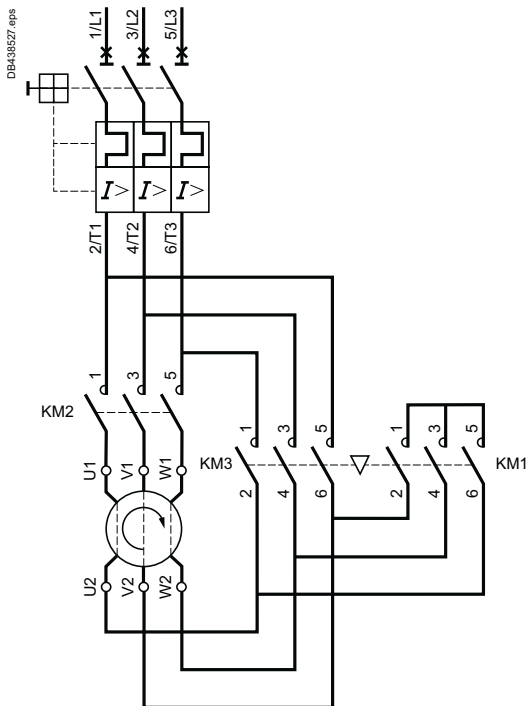 DB438527.eps
1/L1 3/L2 5/L3
I> I> I>
2/T1 4/T2 6/T3
1 3 5
KM2
1 3 5
1 3 5
U1 V1 W1
KM3
KM1
2 4 6
2 4 6
U2 V2 W2